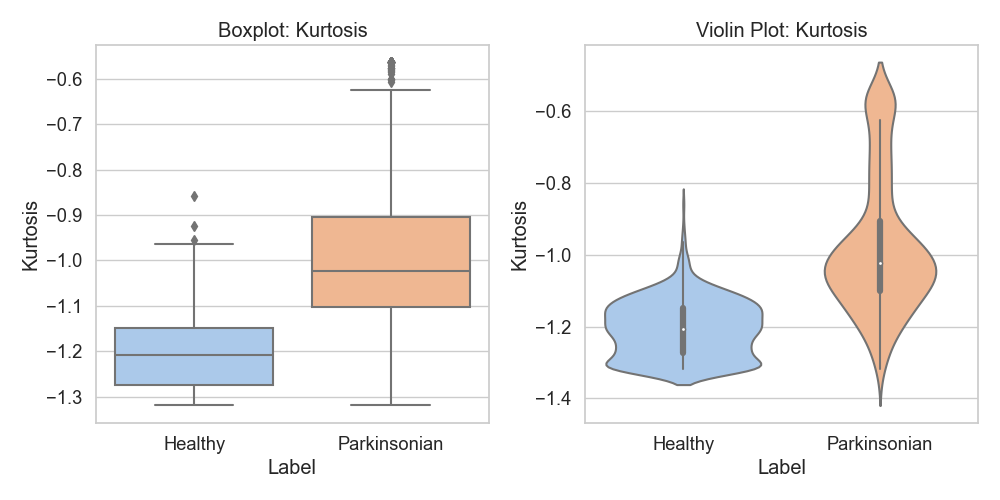 Boxplot: Kurtosis
Kurtosis
−0.6
−0.7
−0.8
−0.9
−1.0
−1.1
−1.2
−1.3
Healthy
Parkinsonian
Label
Violin Plot: Kurtosis
Kurtosis
−0.6
−0.8
−1.0
−1.2
−1.4
Healthy
Parkinsonian
Label